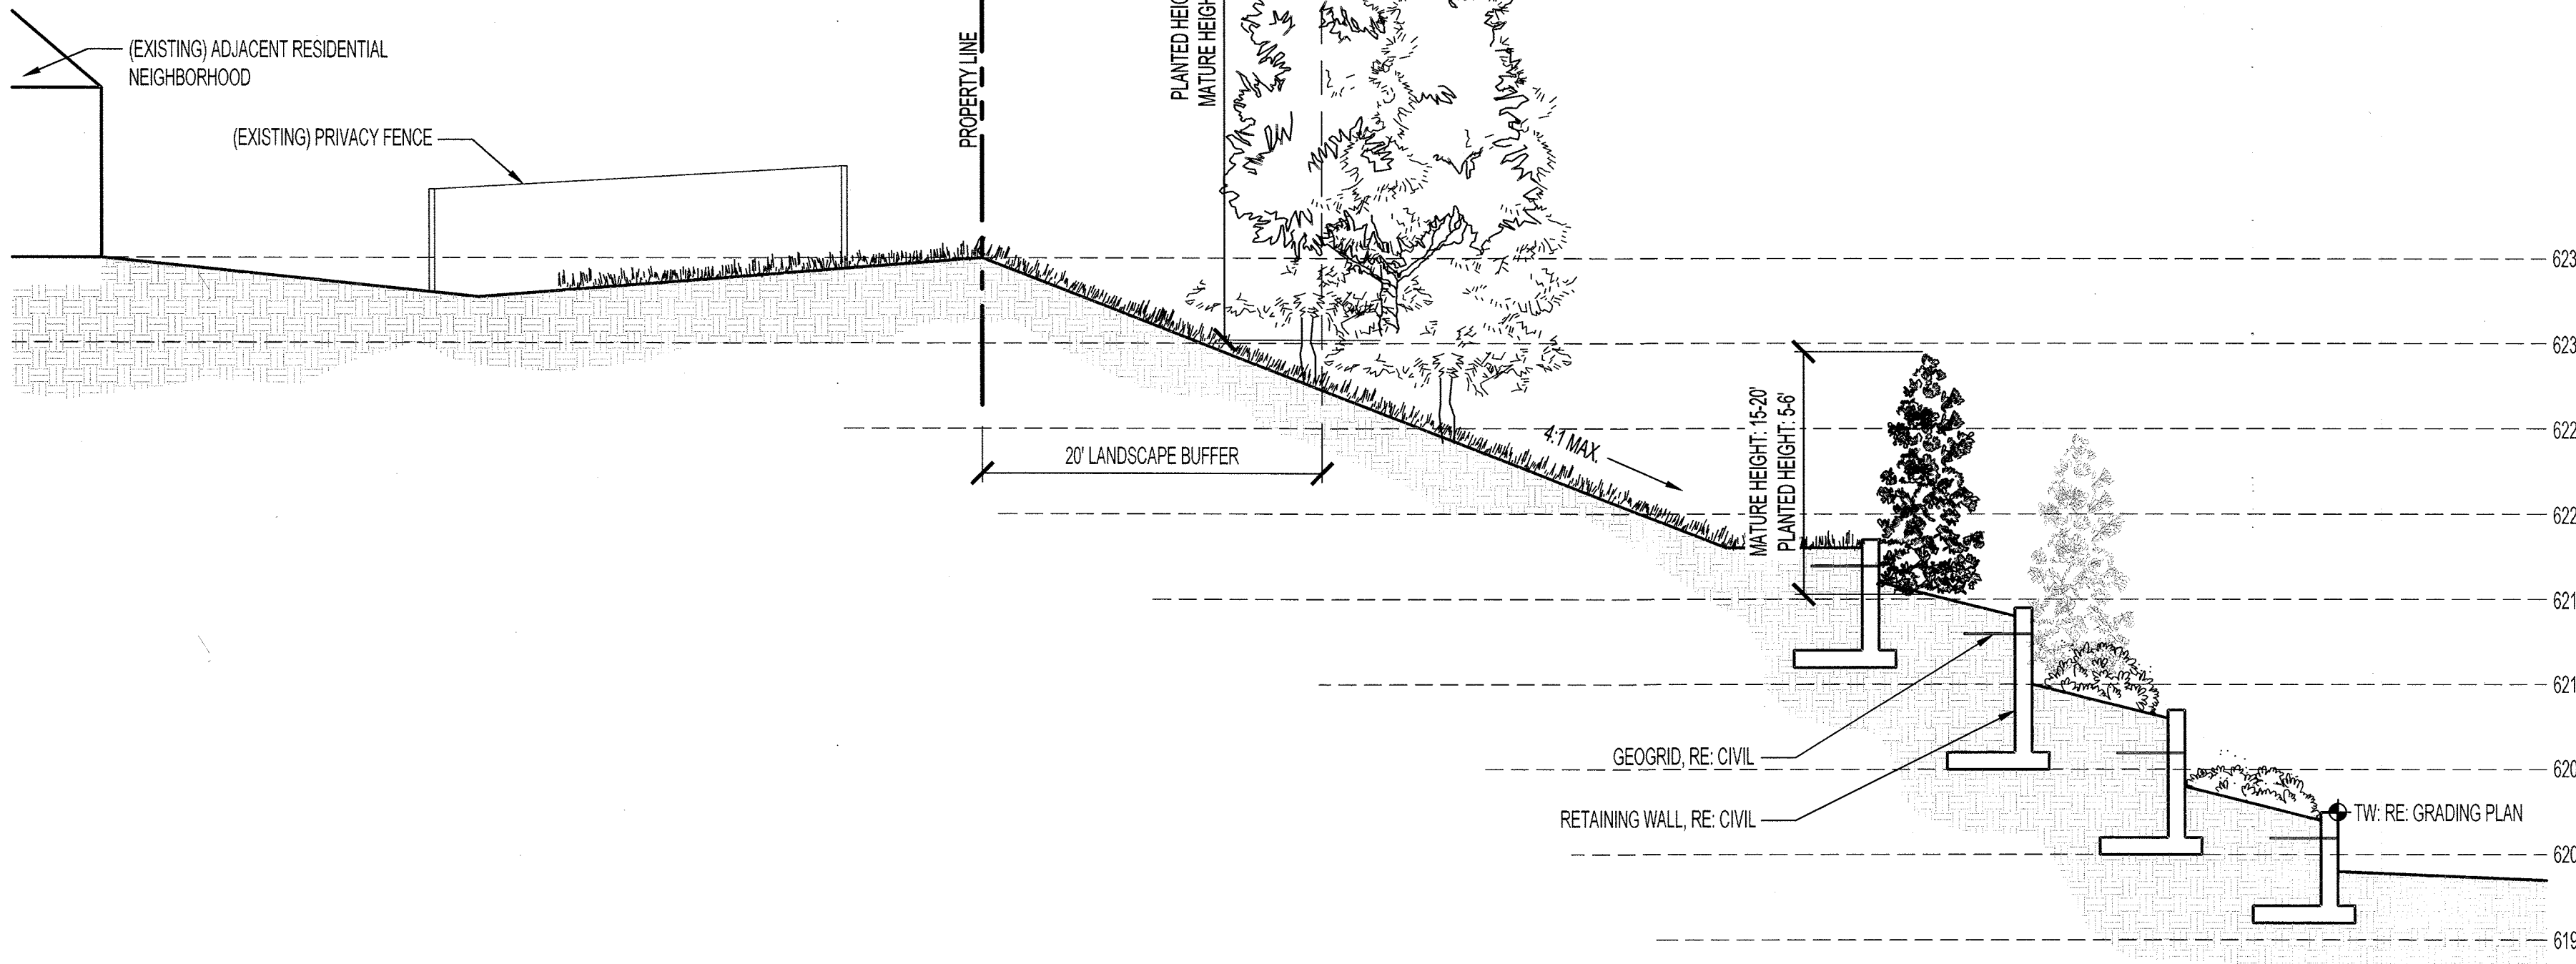 (EXISTING) ADJACENT RESIDENTIAL
NEIGHBORHOOD
(EXISTING) PRIVACY FENCE
PROPERTY LINE
PLANTED
MATURE
623
623
20' LANDSCAPE BUFFER
4:1 MAX.
MATURE HEIGHT: 15-20'
PLANTED HEIGHT: 5-6'
622
622
621
621
GEOGRID, RE: CIVIL
RETAINING WALL, RE: CIVIL
620
TW: RE: GRADING PLAN
620
619